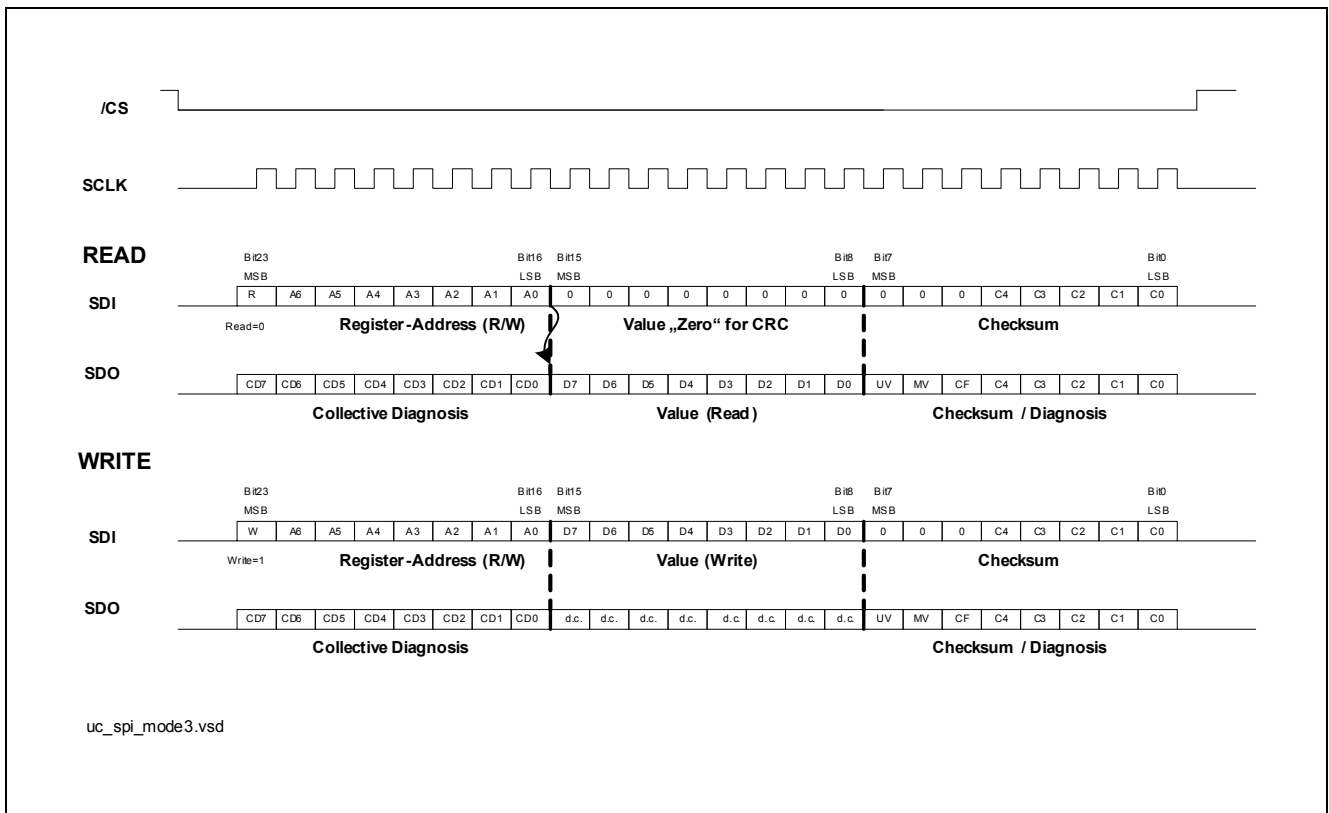 /CS
SCLK
READ
Bit23 Bit16 Bit15 Bit8 Bit7 Bit0
MSB LSB MSB LSB MSB LSB
SDI R A6 A5 A4 A3 A2 A1 A0 0 0 0 0 0 0 0 0 0 0 0 C4 C3 C2 C1 C0
Read=0 Register-Address (R/W) Value „Zero“ for CRC Checksum
SDO CD7 CD6 CD5 CD4 CD3 CD2 CD1 CD0 D7 D6 D5 D4 D3 D2 D1 D0 UV MV CF C4 C3 C2 C1 C0
Collective Diagnosis Value (Read) Checksum / Diagnosis
WRITE
Bit23 Bit16 Bit15 Bit8 Bit7 Bit0
MSB LSB MSB LSB MSB LSB
SDI W A6 A5 A4 A3 A2 A1 A0 D7 D6 D5 D4 D3 D2 D1 D0 0 0 0 C4 C3 C2 C1 C0
Write=1 Register-Address (R/W) Value (Write) Checksum
SDO CD7 CD6 CD5 CD4 CD3 CD2 CD1 CD0 d.c. d.c. d.c. d.c. d.c. d.c. d.c. d.c. UV MV CF C4 C3 C2 C1 C0
Collective Diagnosis Checksum / Diagnosis
uc_spi_mode3.vsd